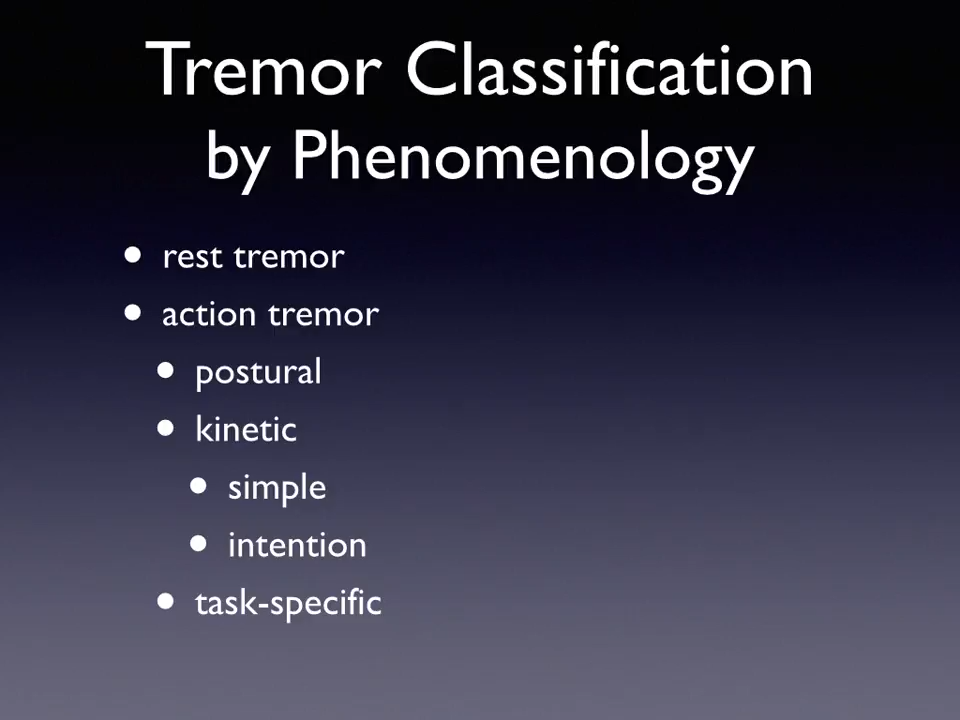 Tremor Classification
by Phenomenology
• rest tremor
• action tremor
• postural
• kinetic
• simple
• intention
• task-specific